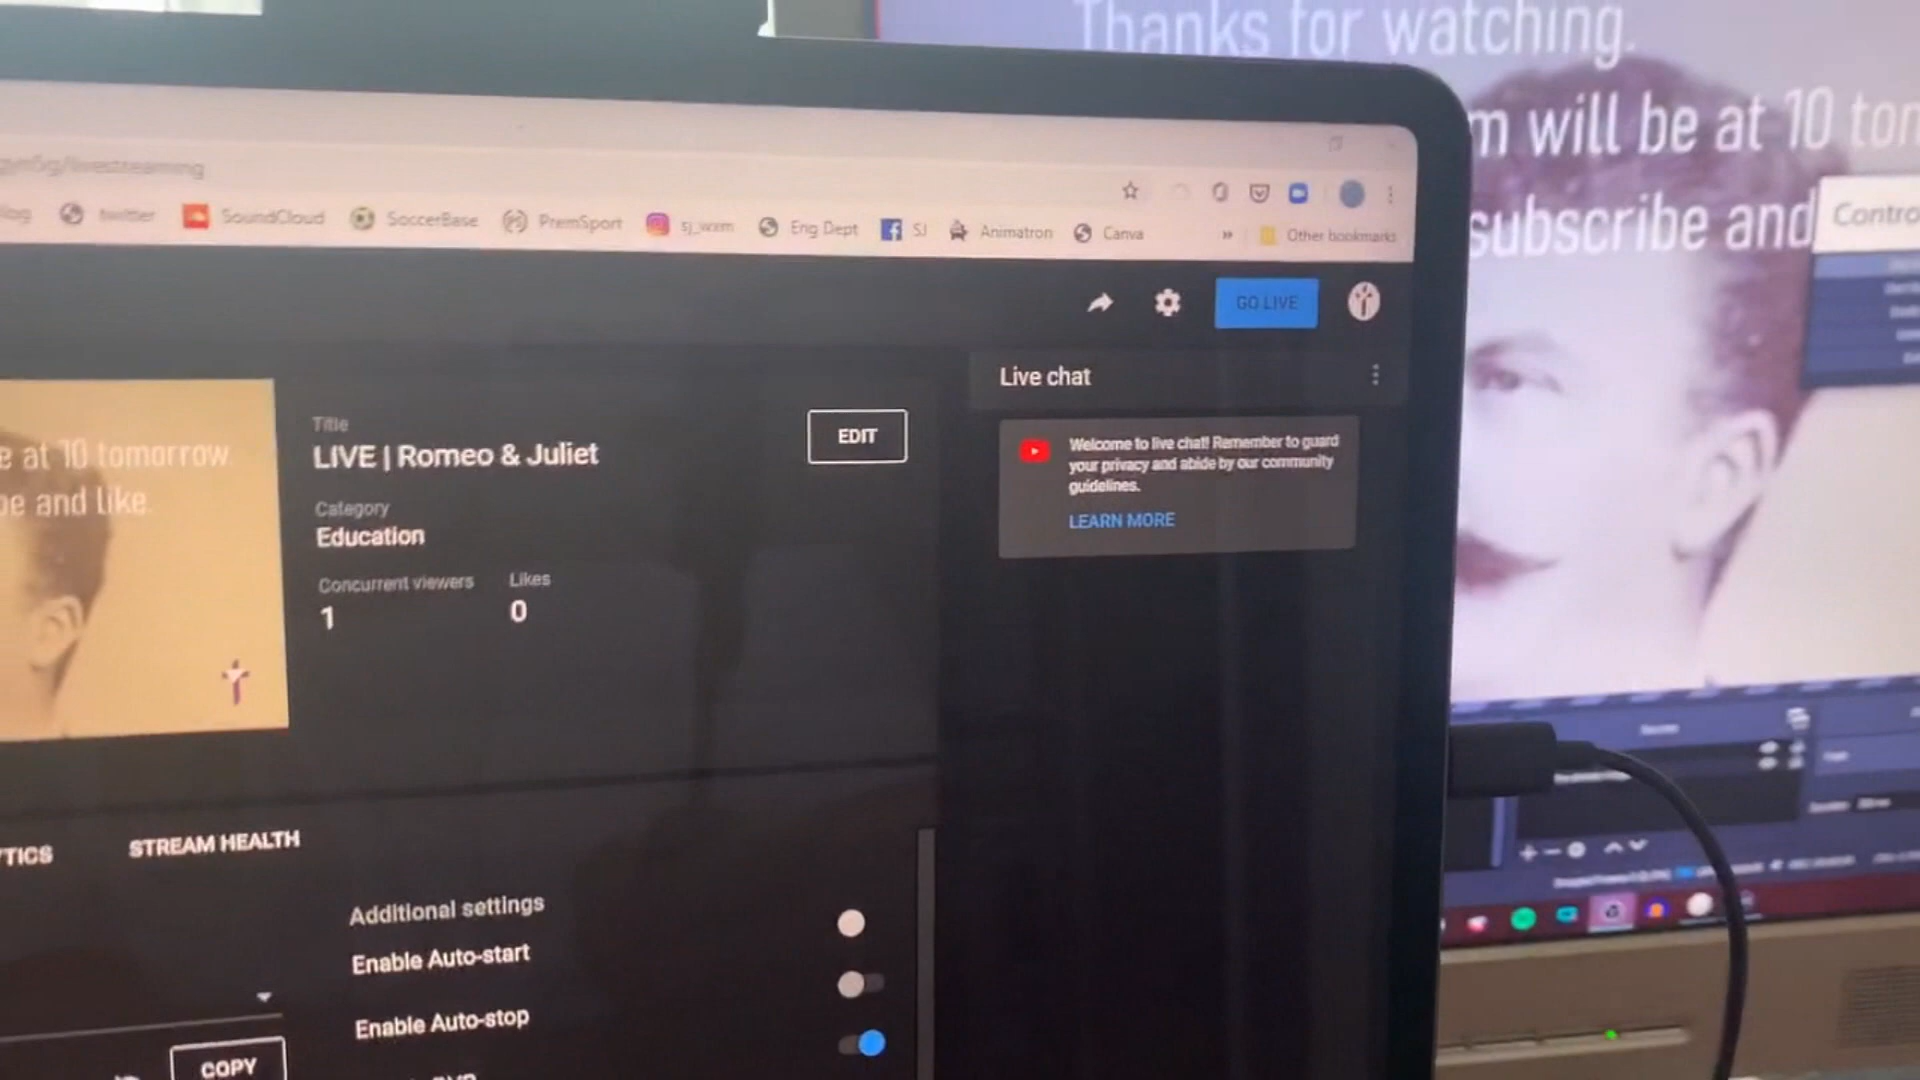 Thanks for watching.
m will be at 10 tom
subscribe and
Contro
twitter
SoundCloud
SoccerBase
PremSport
sj_wxm
Eng Dept
SJ
Animatron
Canva
»
Other bookmarks
GO LIVE
Live chat
Welcome to live chat! Remember to guard
your privacy and abide by our community
guidelines.
LEARN MORE
e at 10 tomorrow.
be and like.
Title
LIVE | Romeo & Juliet
EDIT
Category
Education
Concurrent viewers
1
Likes
0
TICS
STREAM HEALTH
Additional settings
Enable Auto-start
Enable Auto-stop
COPY